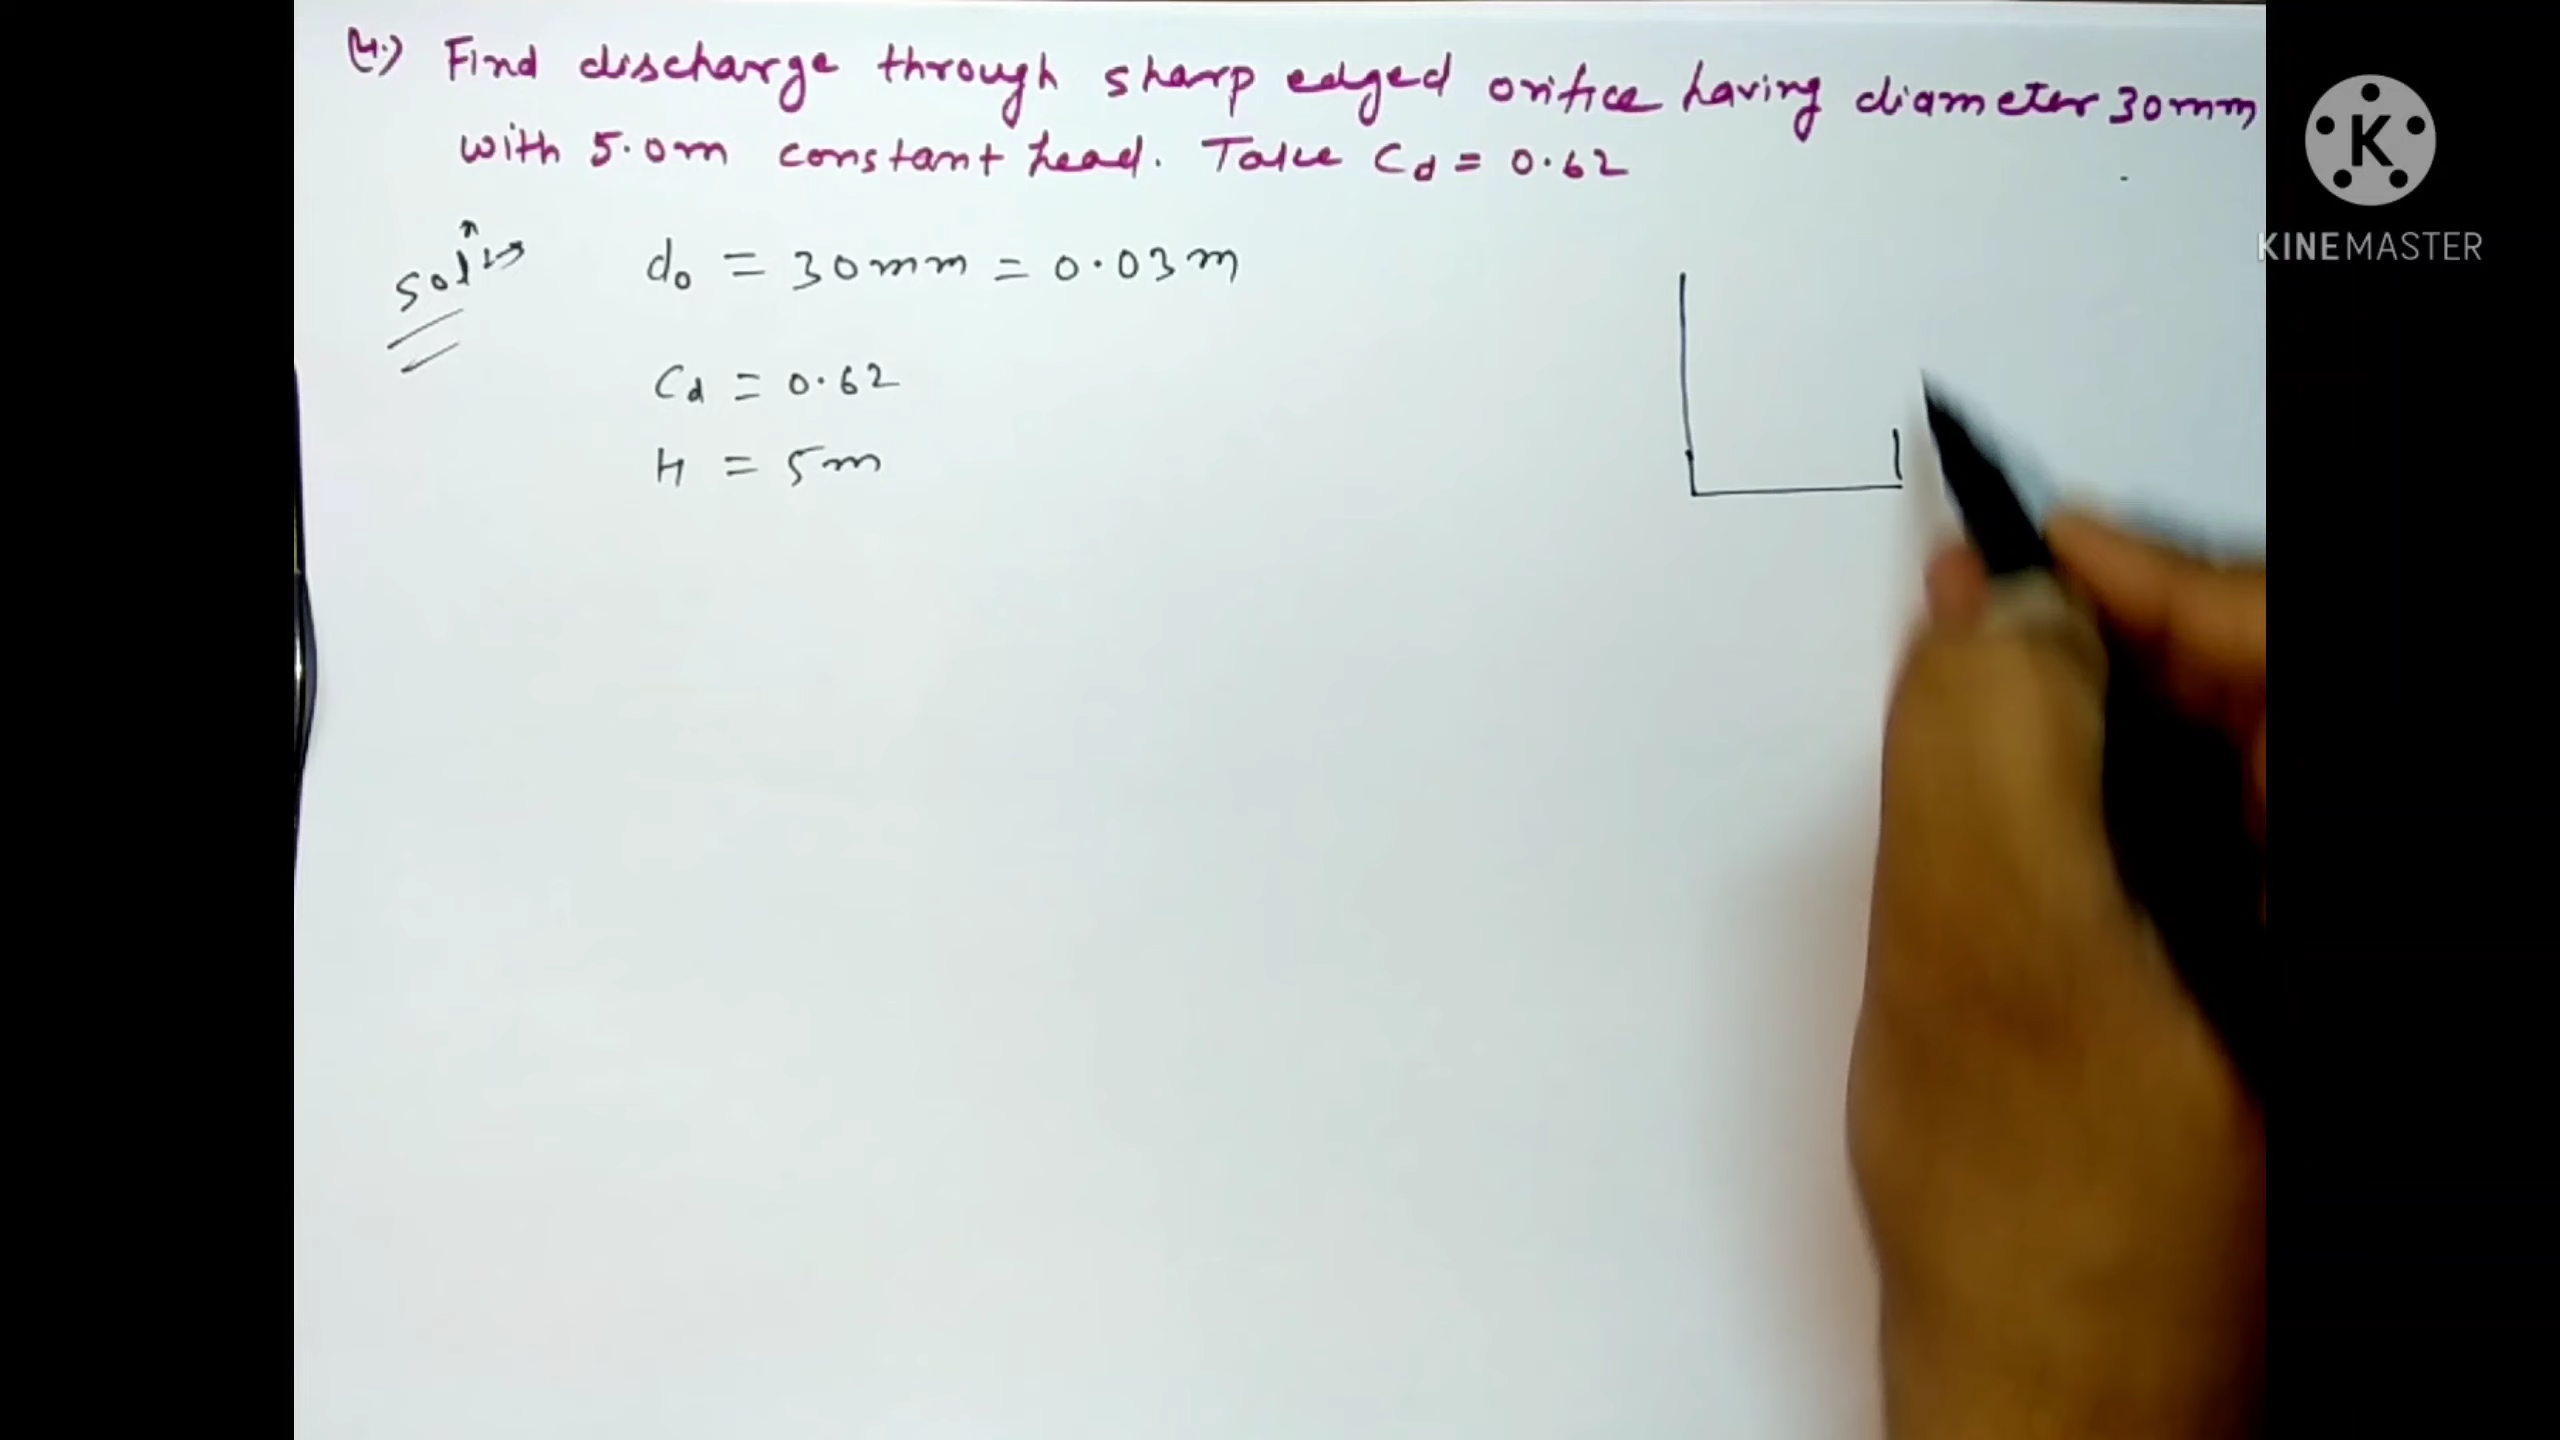 (4.) Find discharge through sharp edged orifice having diameter 30mm
with 5.0m constant head. Take Cd = 0.62
Solⁿ→ d₀ = 30mm = 0.03m
Cd = 0.62
H = 5m
KINEMASTER